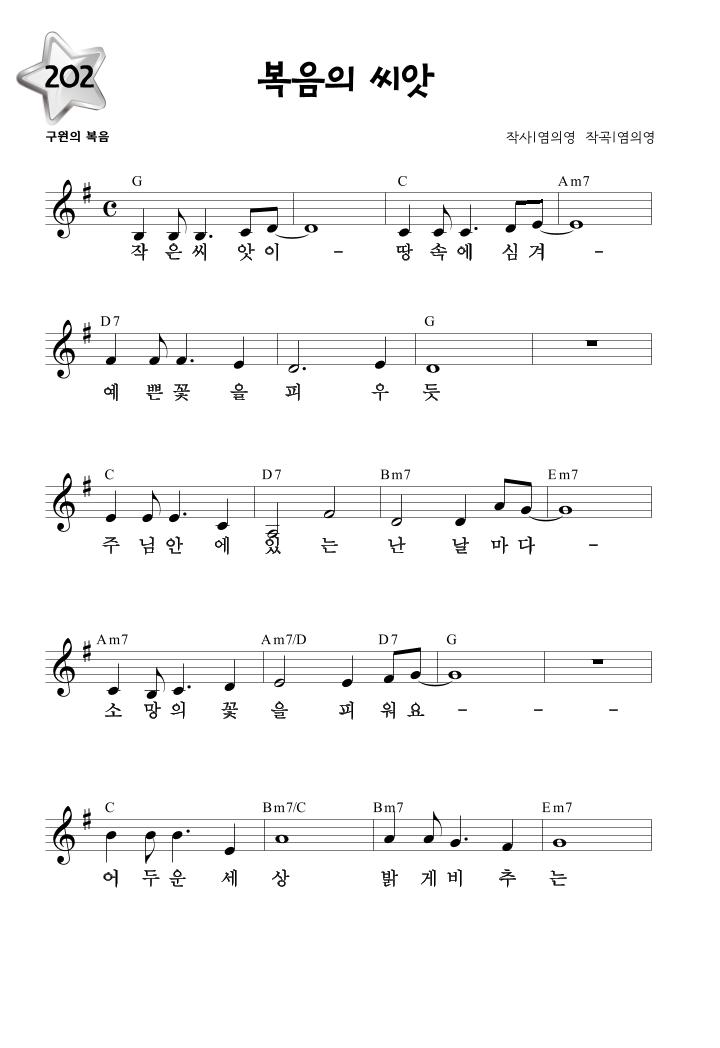 202
복음의 씨앗
구원의 복음
작사|염의영 작곡|염의영
G C Am7
작 은 씨 앗 이 - 땅 속 에 심 겨 -
D7 G
예 쁜 꽃 을 피 우 듯
C D7 Bm7 Em7
주 님 안 에 있 는 난 날 마 다 -
Am7 Am7/D D7 G
소 망 의 꽃 을 피 워 요 - - -
C Bm7/C Bm7 Em7
어 두 운 세 상 밝 게 비 추 는